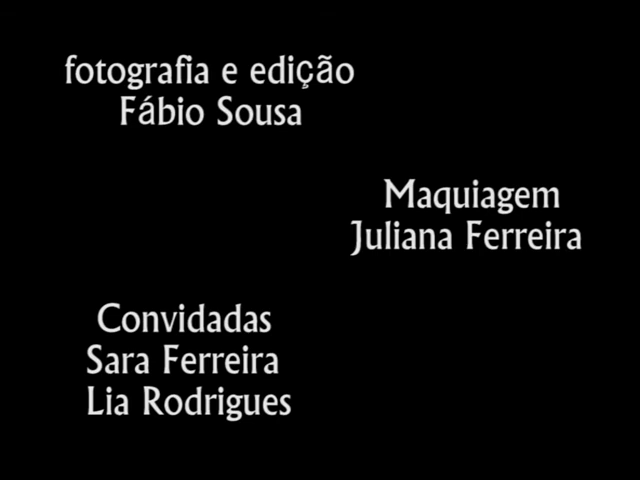 fotografia e edição
Fábio Sousa
Maquiagem
Juliana Ferreira
Convidadas
Sara Ferreira
Lia Rodrigues